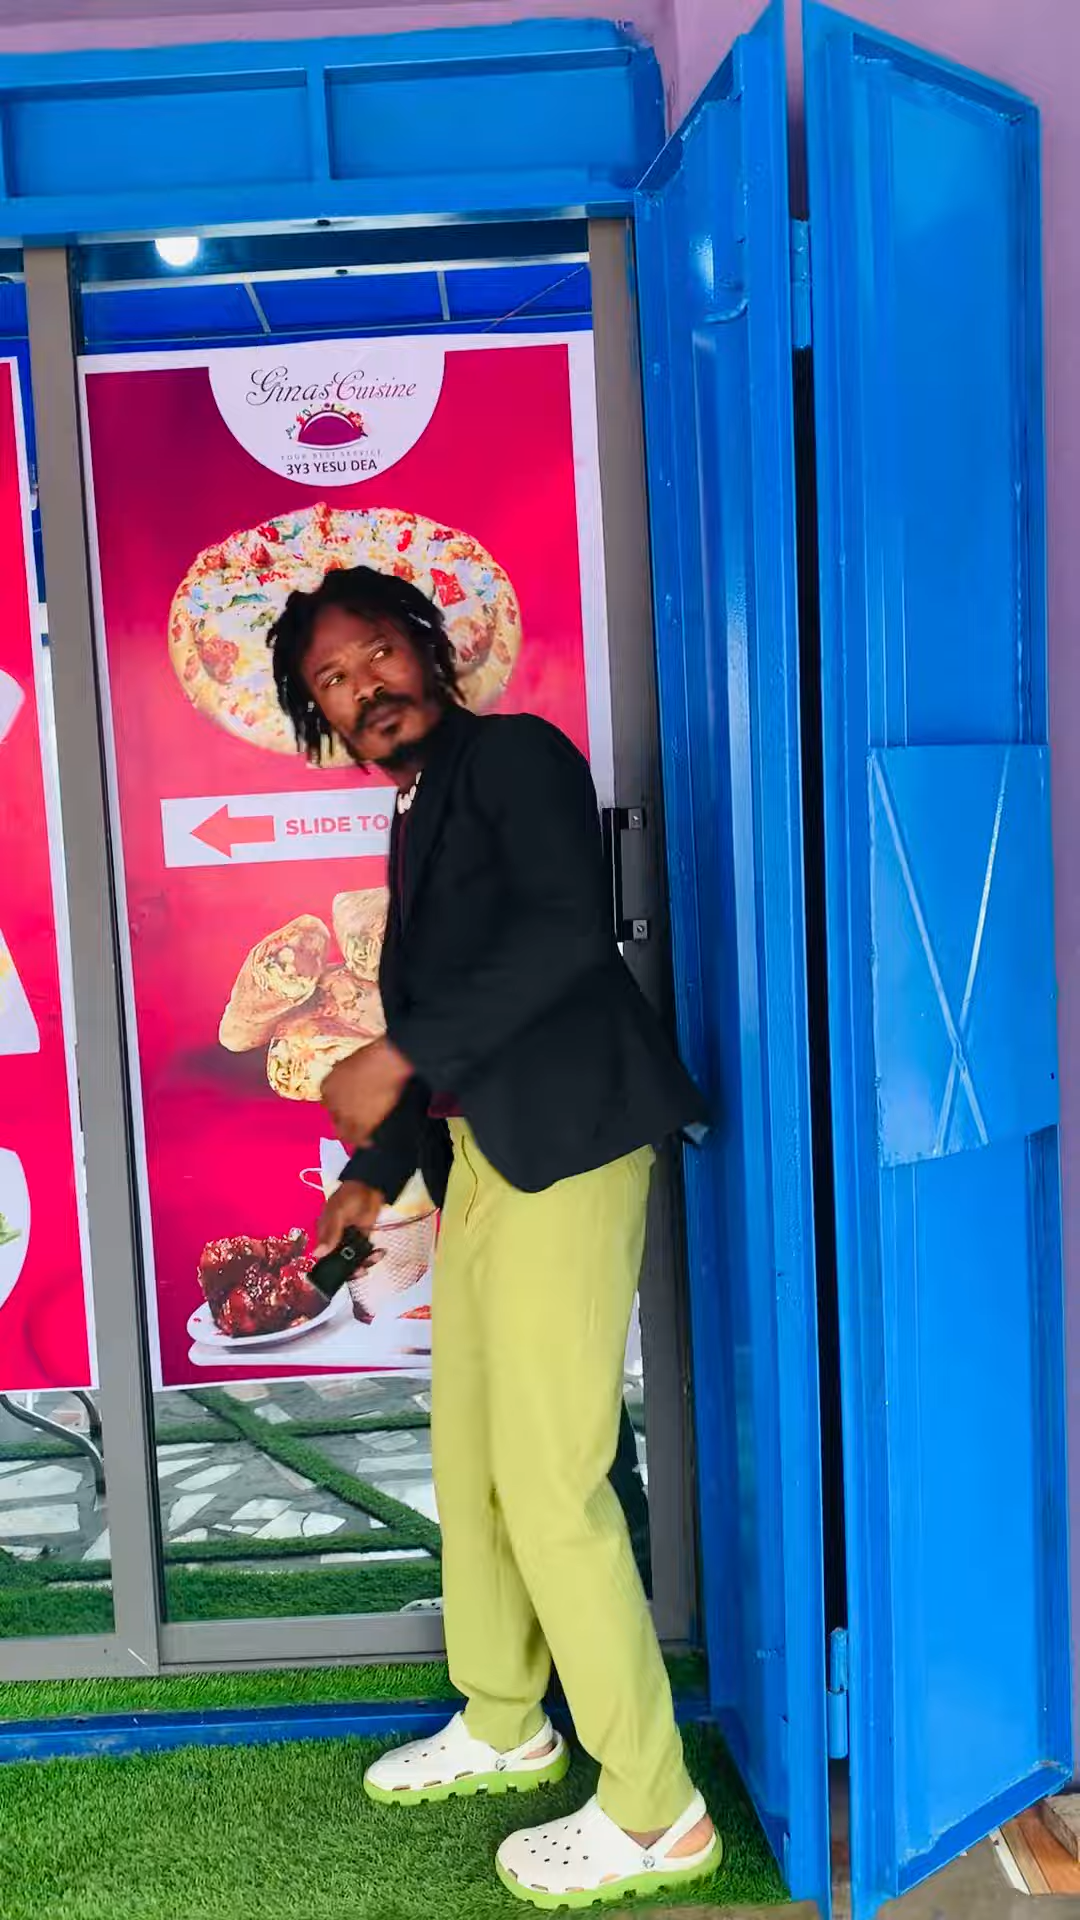 Ginas Cuisine
YOUR BEST SERVICE
3Y3 YESU DEA
SLIDE TO